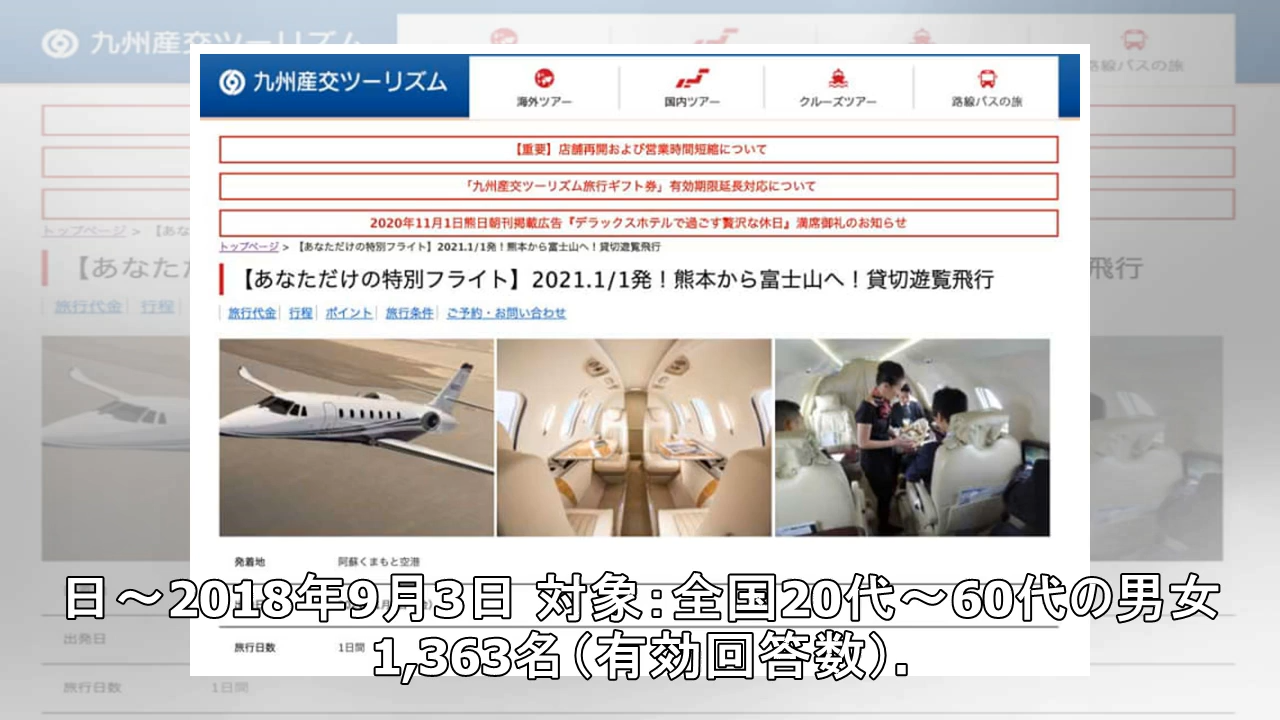 九州産交ツーリズム
海外ツアー
国内ツアー
クルーズツアー
路線バスの旅
【重要】店舗再開および営業時間短縮について
「九州産交ツーリズム旅行ギフト券」有効期限延長対応について
2020年11月1日熊日朝刊掲載広告『デラックスホテルで過ごす贅沢な休日』満席御礼のお知らせ
トップページ > 【あなただけの特別フライト】2021.1/1発！熊本から富士山へ！貸切遊覧飛行
【あなただけの特別フライト】2021.1/1発！熊本から富士山へ！貸切遊覧飛行
旅行代金 行程 ポイント 旅行条件 ご予約・お問い合わせ
発着地 阿蘇くまもと空港
日～2018年9月3日 対象：全国20代～60代の男女
旅行日数 1日間
1,363名（有効回答数）.
出発日
旅行日数 1日間